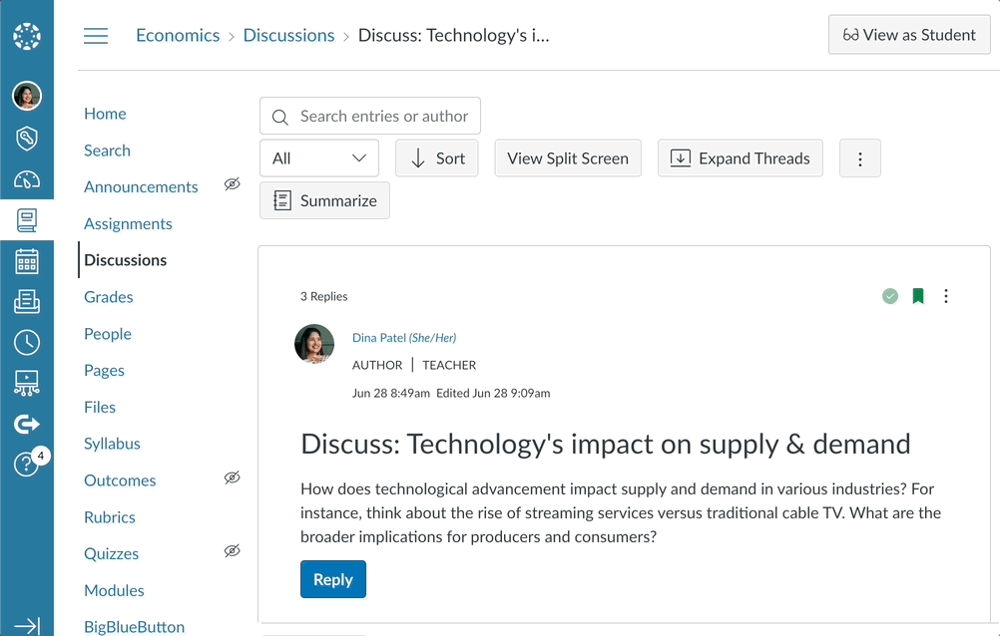 Economics > Discussions > Discuss: Technology's i...
View as Student
4
Home
Search
Announcements
Assignments
Discussions
Grades
People
Pages
Files
Syllabus
Outcomes
Rubrics
Quizzes
Modules
BigBlueButton
Search entries or author
All
Sort
View Split Screen
Expand Threads
Summarize
3 Replies
Dina Patel (She/Her)
AUTHOR | TEACHER
Jun 28 8:49am Edited Jun 28 9:09am
Discuss: Technology's impact on supply & demand
How does technological advancement impact supply and demand in various industries? For
instance, think about the rise of streaming services versus traditional cable TV. What are the
broader implications for producers and consumers?
Reply